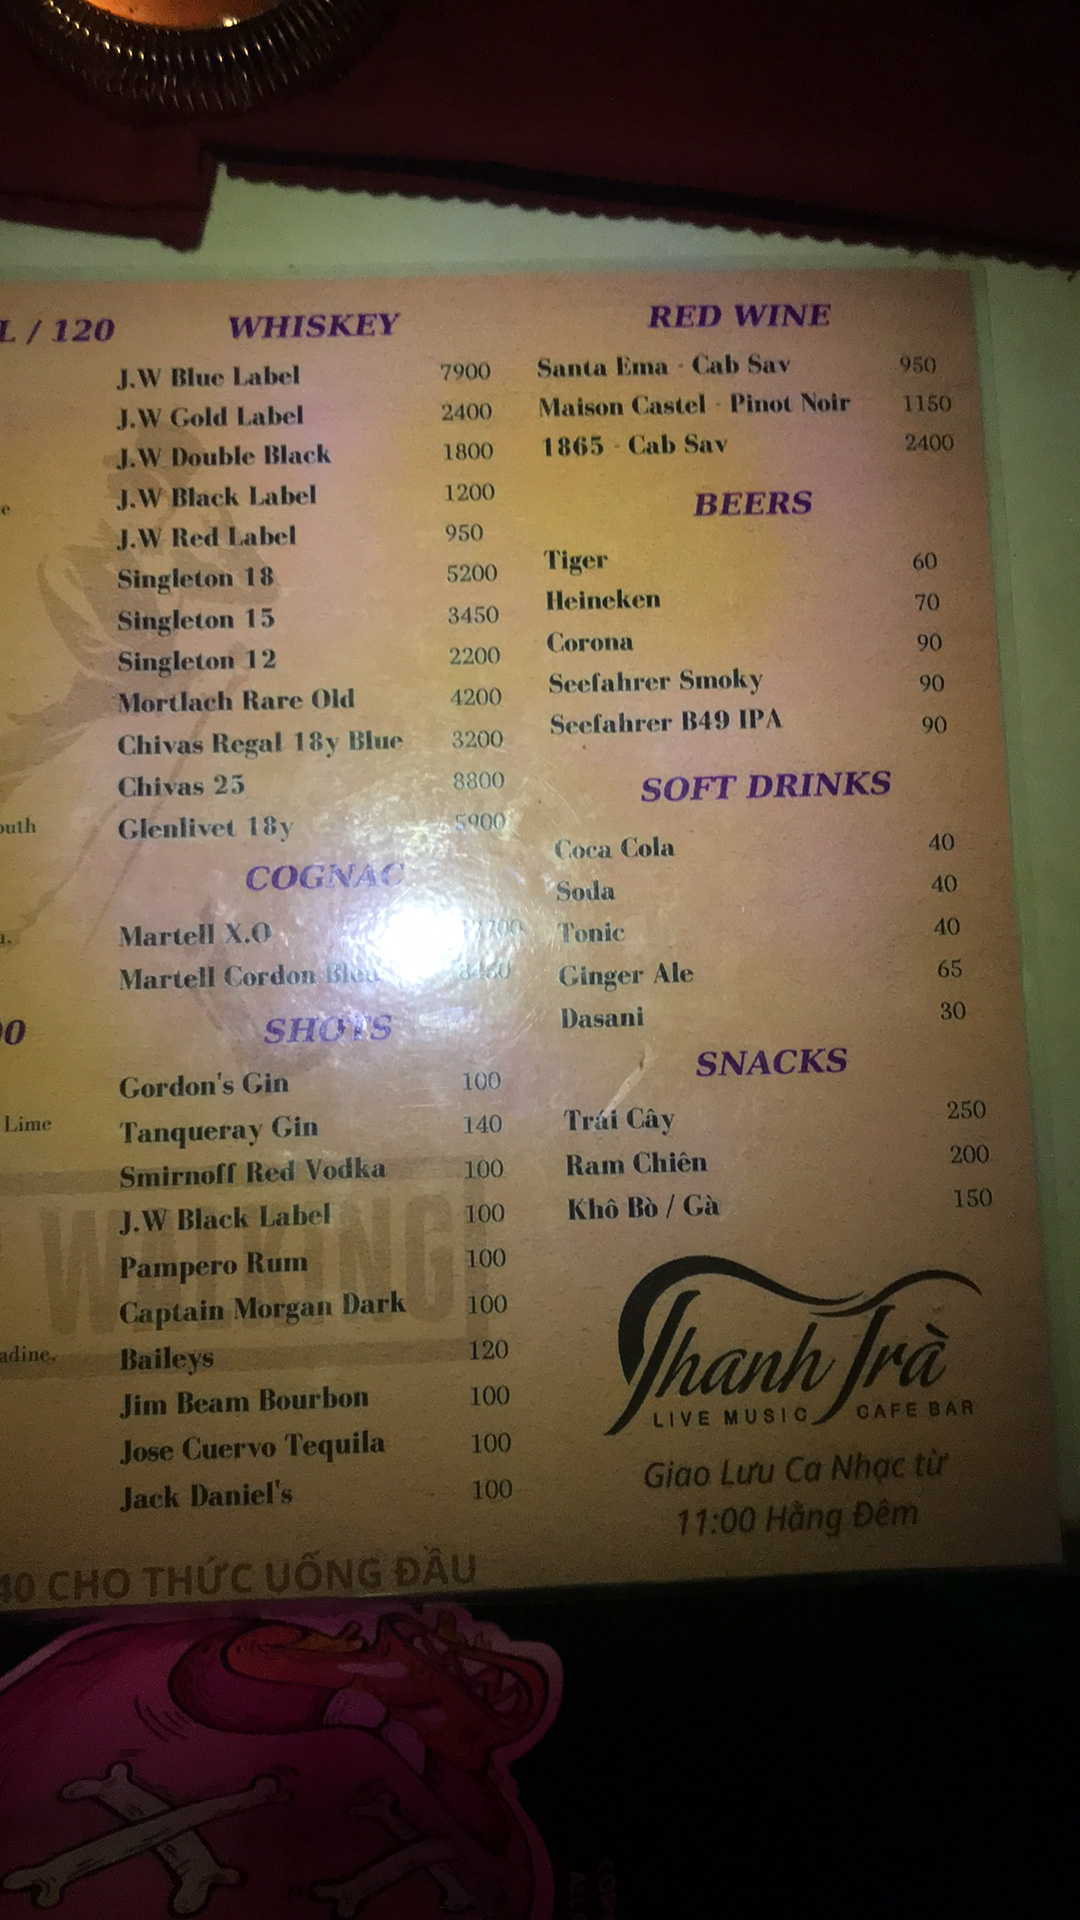 L / 120
WHISKEY
J.W Blue Label 7900
J.W Gold Label 2400
J.W Double Black 1800
J.W Black Label 1200
J.W Red Label 950
Singleton 18 5200
Singleton 15 3450
Singleton 12 2200
Mortlach Rare Old 4200
Chivas Regal 18y Blue 3200
Chivas 25 8800
Glenlivet 18y 5900
COGNAC
Martell X.O
Martell Cordon Bleu
SHOTS
Gordon's Gin 100
Tanqueray Gin 140
Smirnoff Red Vodka 100
J.W Black Label 100
Pampero Rum 100
Captain Morgan Dark 100
Baileys 120
Jim Beam Bourbon 100
Jose Cuervo Tequila 100
Jack Daniel's 100
RED WINE
Santa Ema - Cab Sav 950
Maison Castel - Pinot Noir 1150
1865 - Cab Sav 2400
BEERS
Tiger 60
Heineken 70
Corona 90
Seefahrer Smoky 90
Seefahrer B49 IPA 90
SOFT DRINKS
Coca Cola 40
Soda 40
Tonic 40
Ginger Ale 65
Dasani 30
SNACKS
Trái Cây 250
Ram Chiên 200
Khô Bò / Gà 150
Thanh Trà
LIVE MUSIC CAFE BAR
Giao Lưu Ca Nhạc từ
11:00 Hằng Đêm
Lime
WALKING
40 CHO THỨC UỐNG ĐẦU